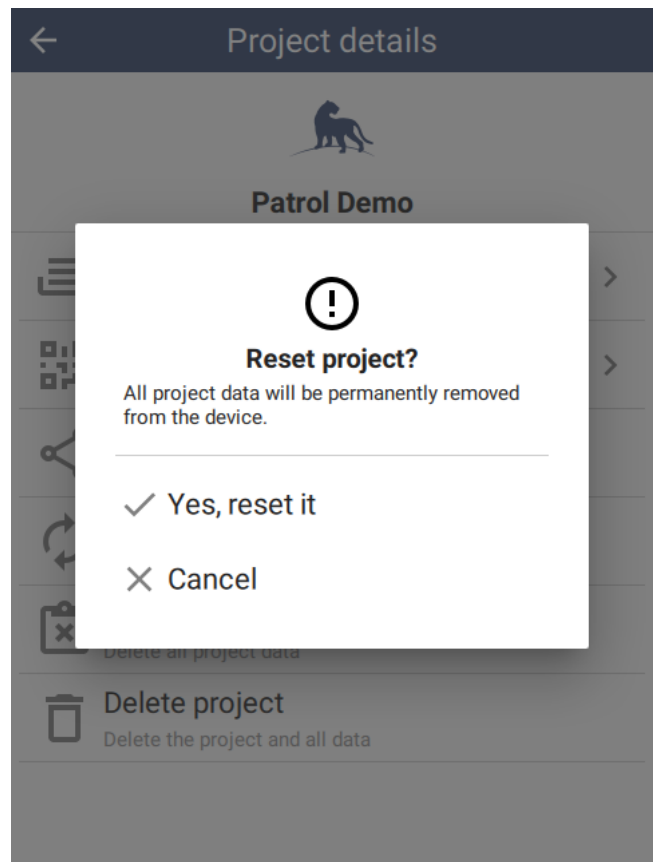 Project details
Patrol Demo
Reset project?
All project data will be permanently removed
from the device.
Yes, reset it
Cancel
Delete all project data
Delete project
Delete the project and all data